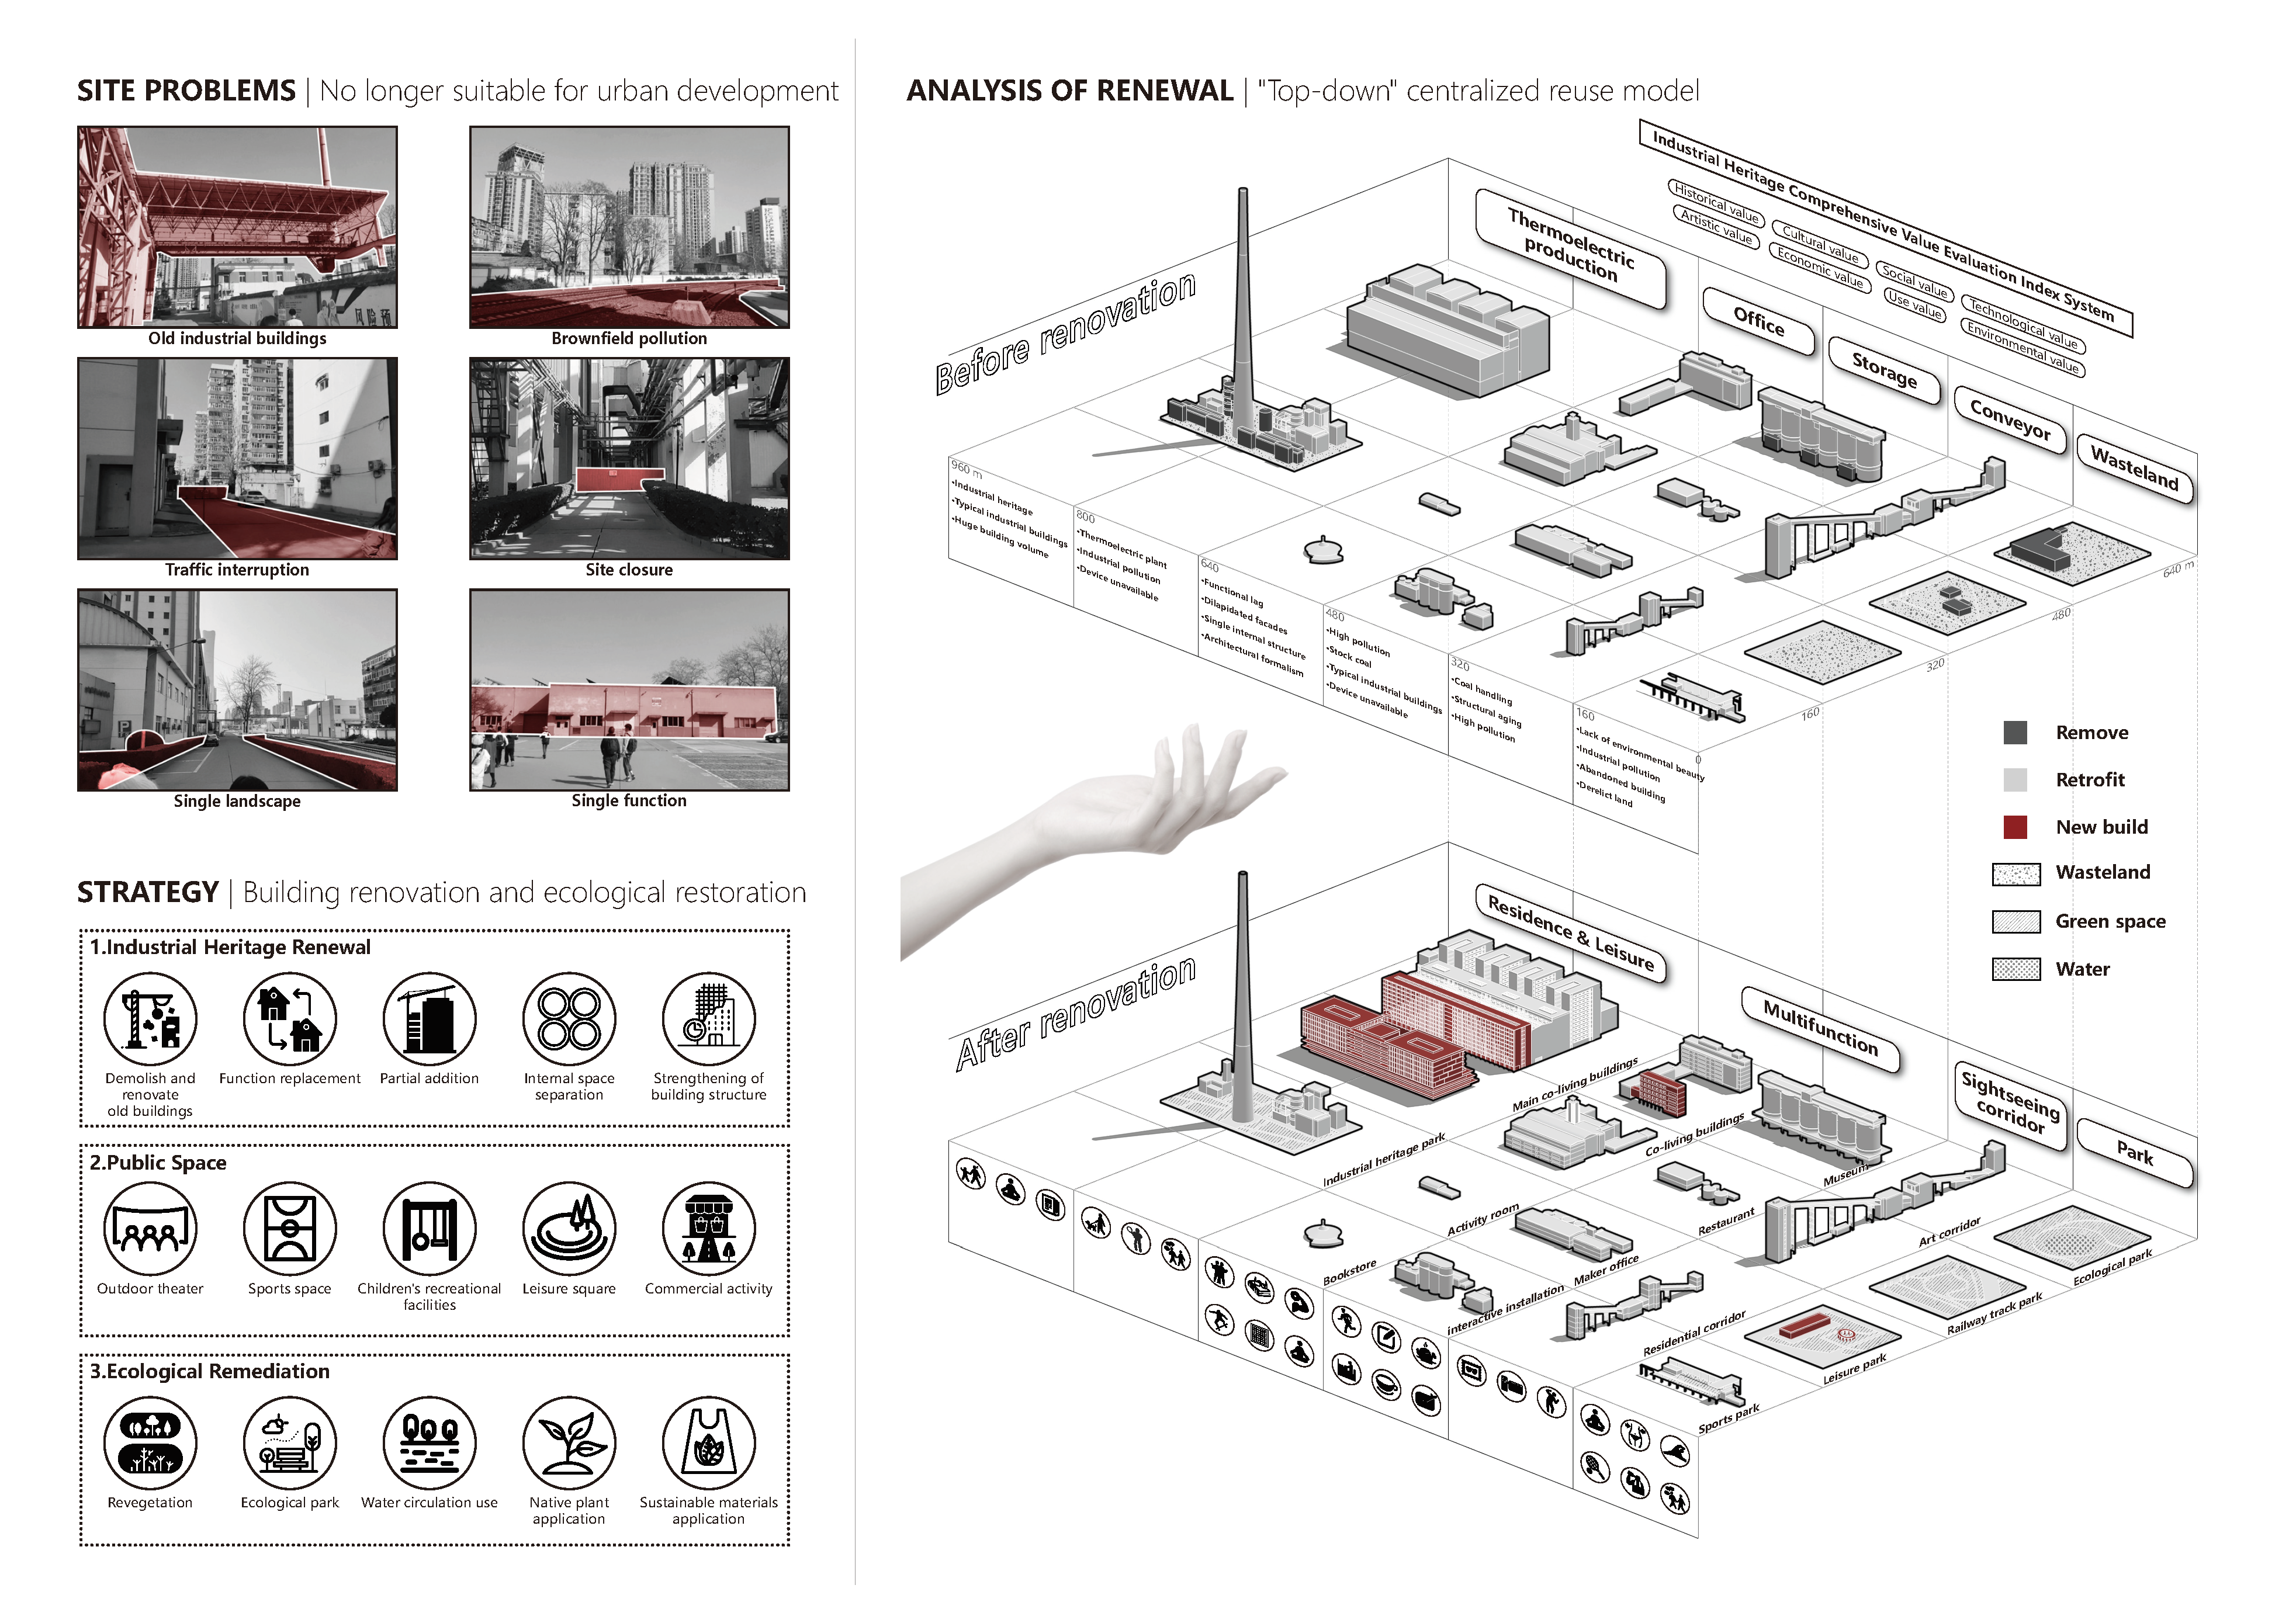 SITE PROBLEMS | No longer suitable for urban development
Old industrial buildings
Brownfield pollution
Traffic interruption
Site closure
Single landscape
Single function
STRATEGY | Building renovation and ecological restoration
1.Industrial Heritage Renewal
Demolish and
renovate
old buildings
Function replacement
Partial addition
Internal space
separation
Strengthening of
building structure
2.Public Space
Outdoor theater
Sports space
Children's recreational
facilities
Leisure square
Commercial activity
3.Ecological Remediation
Revegetation
Ecological park
Water circulation use
Native plant
application
Sustainable materials
application
ANALYSIS OF RENEWAL | "Top-down" centralized reuse model
Industrial Heritage Comprehensive Value Evaluation Index System
Historical value
Artistic value
Cultural value
Economic value
Social value
Use value
Technological value
Environmental value
Before renovation
Thermoelectric
production
Office
Storage
Conveyor
Wasteland
960 m
•Industrial heritage
•Typical industrial buildings
•Huge building volume
800
•Thermoelectric plant
•Industrial pollution
•Device unavailable
640
•Functional lag
•Dilapidated facades
•Single internal structure
•Architectural formalism
480
•High pollution
•Stock coal
•Typical industrial buildings
•Device unavailable
320
•Coal handling
•Structural aging
•High pollution
160
•Lack of environmental beauty
•Industrial pollution
•Abandoned building
•Derelict land
0
160
320
480
640 m
Remove
Retrofit
New build
Wasteland
Green space
Water
After renovation
Residence & Leisure
Multifunction
Sightseeing
corridor
Park
Main co-living buildings
Industrial heritage park
Co-living buildings
Museum
Activity room
Restaurant
Art corridor
Bookstore
Maker office
Ecological park
interactive installation
Railway track park
Residential corridor
Leisure park
Sports park